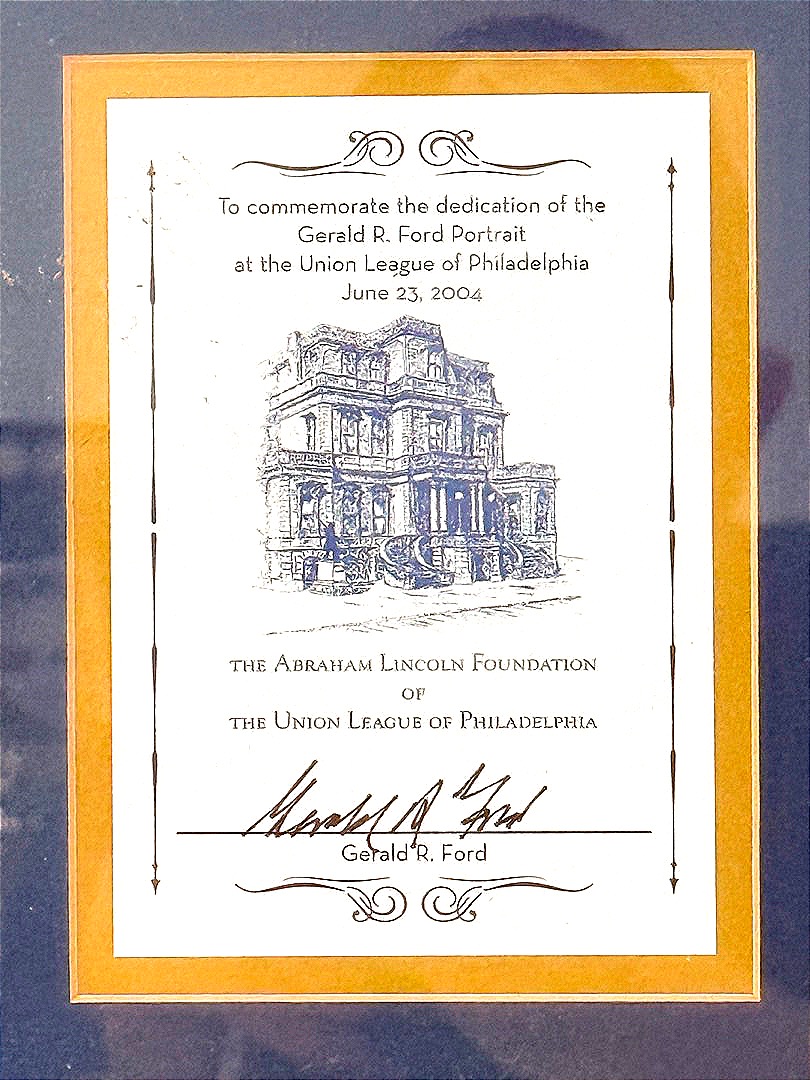 To commemorate the dedication of the
Gerald R. Ford Portrait
at the Union League of Philadelphia
June 23, 2004
THE ABRAHAM LINCOLN FOUNDATION
OF
THE UNION LEAGUE OF PHILADELPHIA
Gerald R Ford
Gerald R. Ford